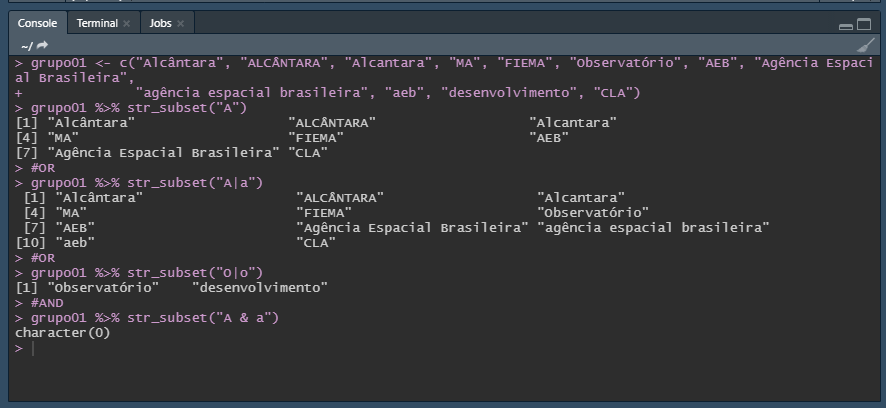 Console Terminal Jobs
~/
> grupo01 <- c("Alcântara", "ALCÂNTARA", "Alcantara", "MA", "FIEMA", "Observatório", "AEB", "Agência Espaci
al Brasileira",
+ "agência espacial brasileira", "aeb", "desenvolvimento", "CLA")
> grupo01 %>% str_subset("A")
[1] "Alcântara" "ALCÂNTARA" "Alcantara"
[4] "MA" "FIEMA" "AEB"
[7] "Agência Espacial Brasileira" "CLA"
> #OR
> grupo01 %>% str_subset("A|a")
[1] "Alcântara" "ALCÂNTARA" "Alcantara"
[4] "MA" "FIEMA" "Observatório"
[7] "AEB" "Agência Espacial Brasileira" "agência espacial brasileira"
[10] "aeb" "CLA"
> #OR
> grupo01 %>% str_subset("O|o")
[1] "Observatório" "desenvolvimento"
> #AND
> grupo01 %>% str_subset("A & a")
character(0)
>